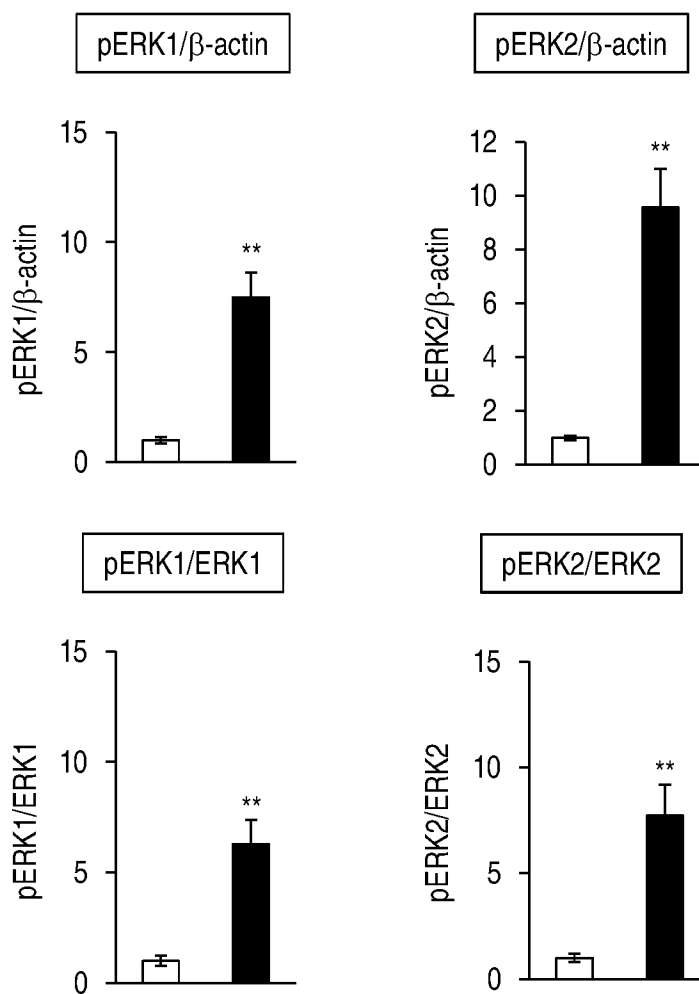 pERK1/β-actin
15
10
5
0
pERK1/β-actin
**
pERK2/β-actin
12
10
8
6
4
2
0
pERK2/β-actin
**
pERK1/ERK1
15
10
5
0
pERK1/ERK1
**
pERK2/ERK2
15
10
5
0
pERK2/ERK2
**